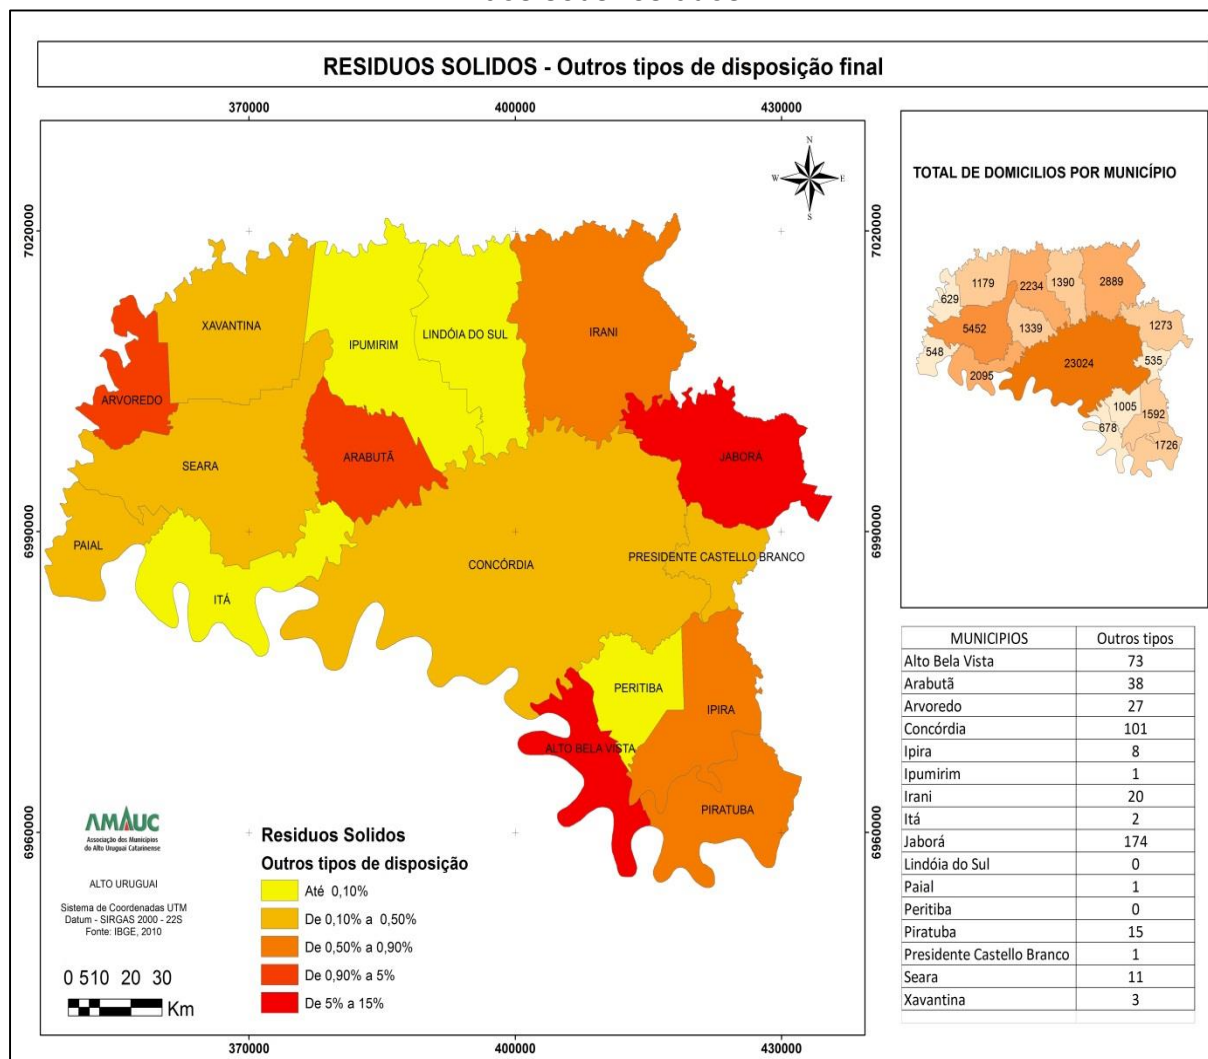 RESIDUOS SOLIDOS - Outros tipos de disposição final
370000
400000
430000
7020000
6990000
6960000
N
W
E
S
XAVANTINA
IPUMIRIM
LINDÓIA DO SUL
IRANI
ARVOREDO
SEARA
ARABUTÃ
JABORÁ
PAIAL
ITÁ
CONCÓRDIA
PRESIDENTE CASTELLO BRANCO
PERITIBA
IPIRA
ALTO BELA VISTA
PIRATUBA
AMAUC
Associação dos Municípios
do Alto Uruguai Catarinense
ALTO URUGUAI
Sistema de Coordenadas UTM
Datum - SIRGAS 2000 - 22S
Fonte: IBGE, 2010
0 5 10 20 30
Km
Residuos Solidos
Outros tipos de disposição
Até 0,10%
De 0,10% a 0,50%
De 0,50% a 0,90%
De 0,90% a 5%
De 5% a 15%
370000
400000
430000
7020000
6990000
6960000
TOTAL DE DOMICILIOS POR MUNICÍPIO
629
1179
2234
1390
2889
5452
1339
1273
548
2095
23024
535
1005
1592
678
1726
MUNICIPIOS Outros tipos
Alto Bela Vista 73
Arabutã 38
Arvoredo 27
Concórdia 101
Ipira 8
Ipumirim 1
Irani 20
Itá 2
Jaborá 174
Lindóia do Sul 0
Paial 1
Peritiba 0
Piratuba 15
Presidente Castello Branco 1
Seara 11
Xavantina 3